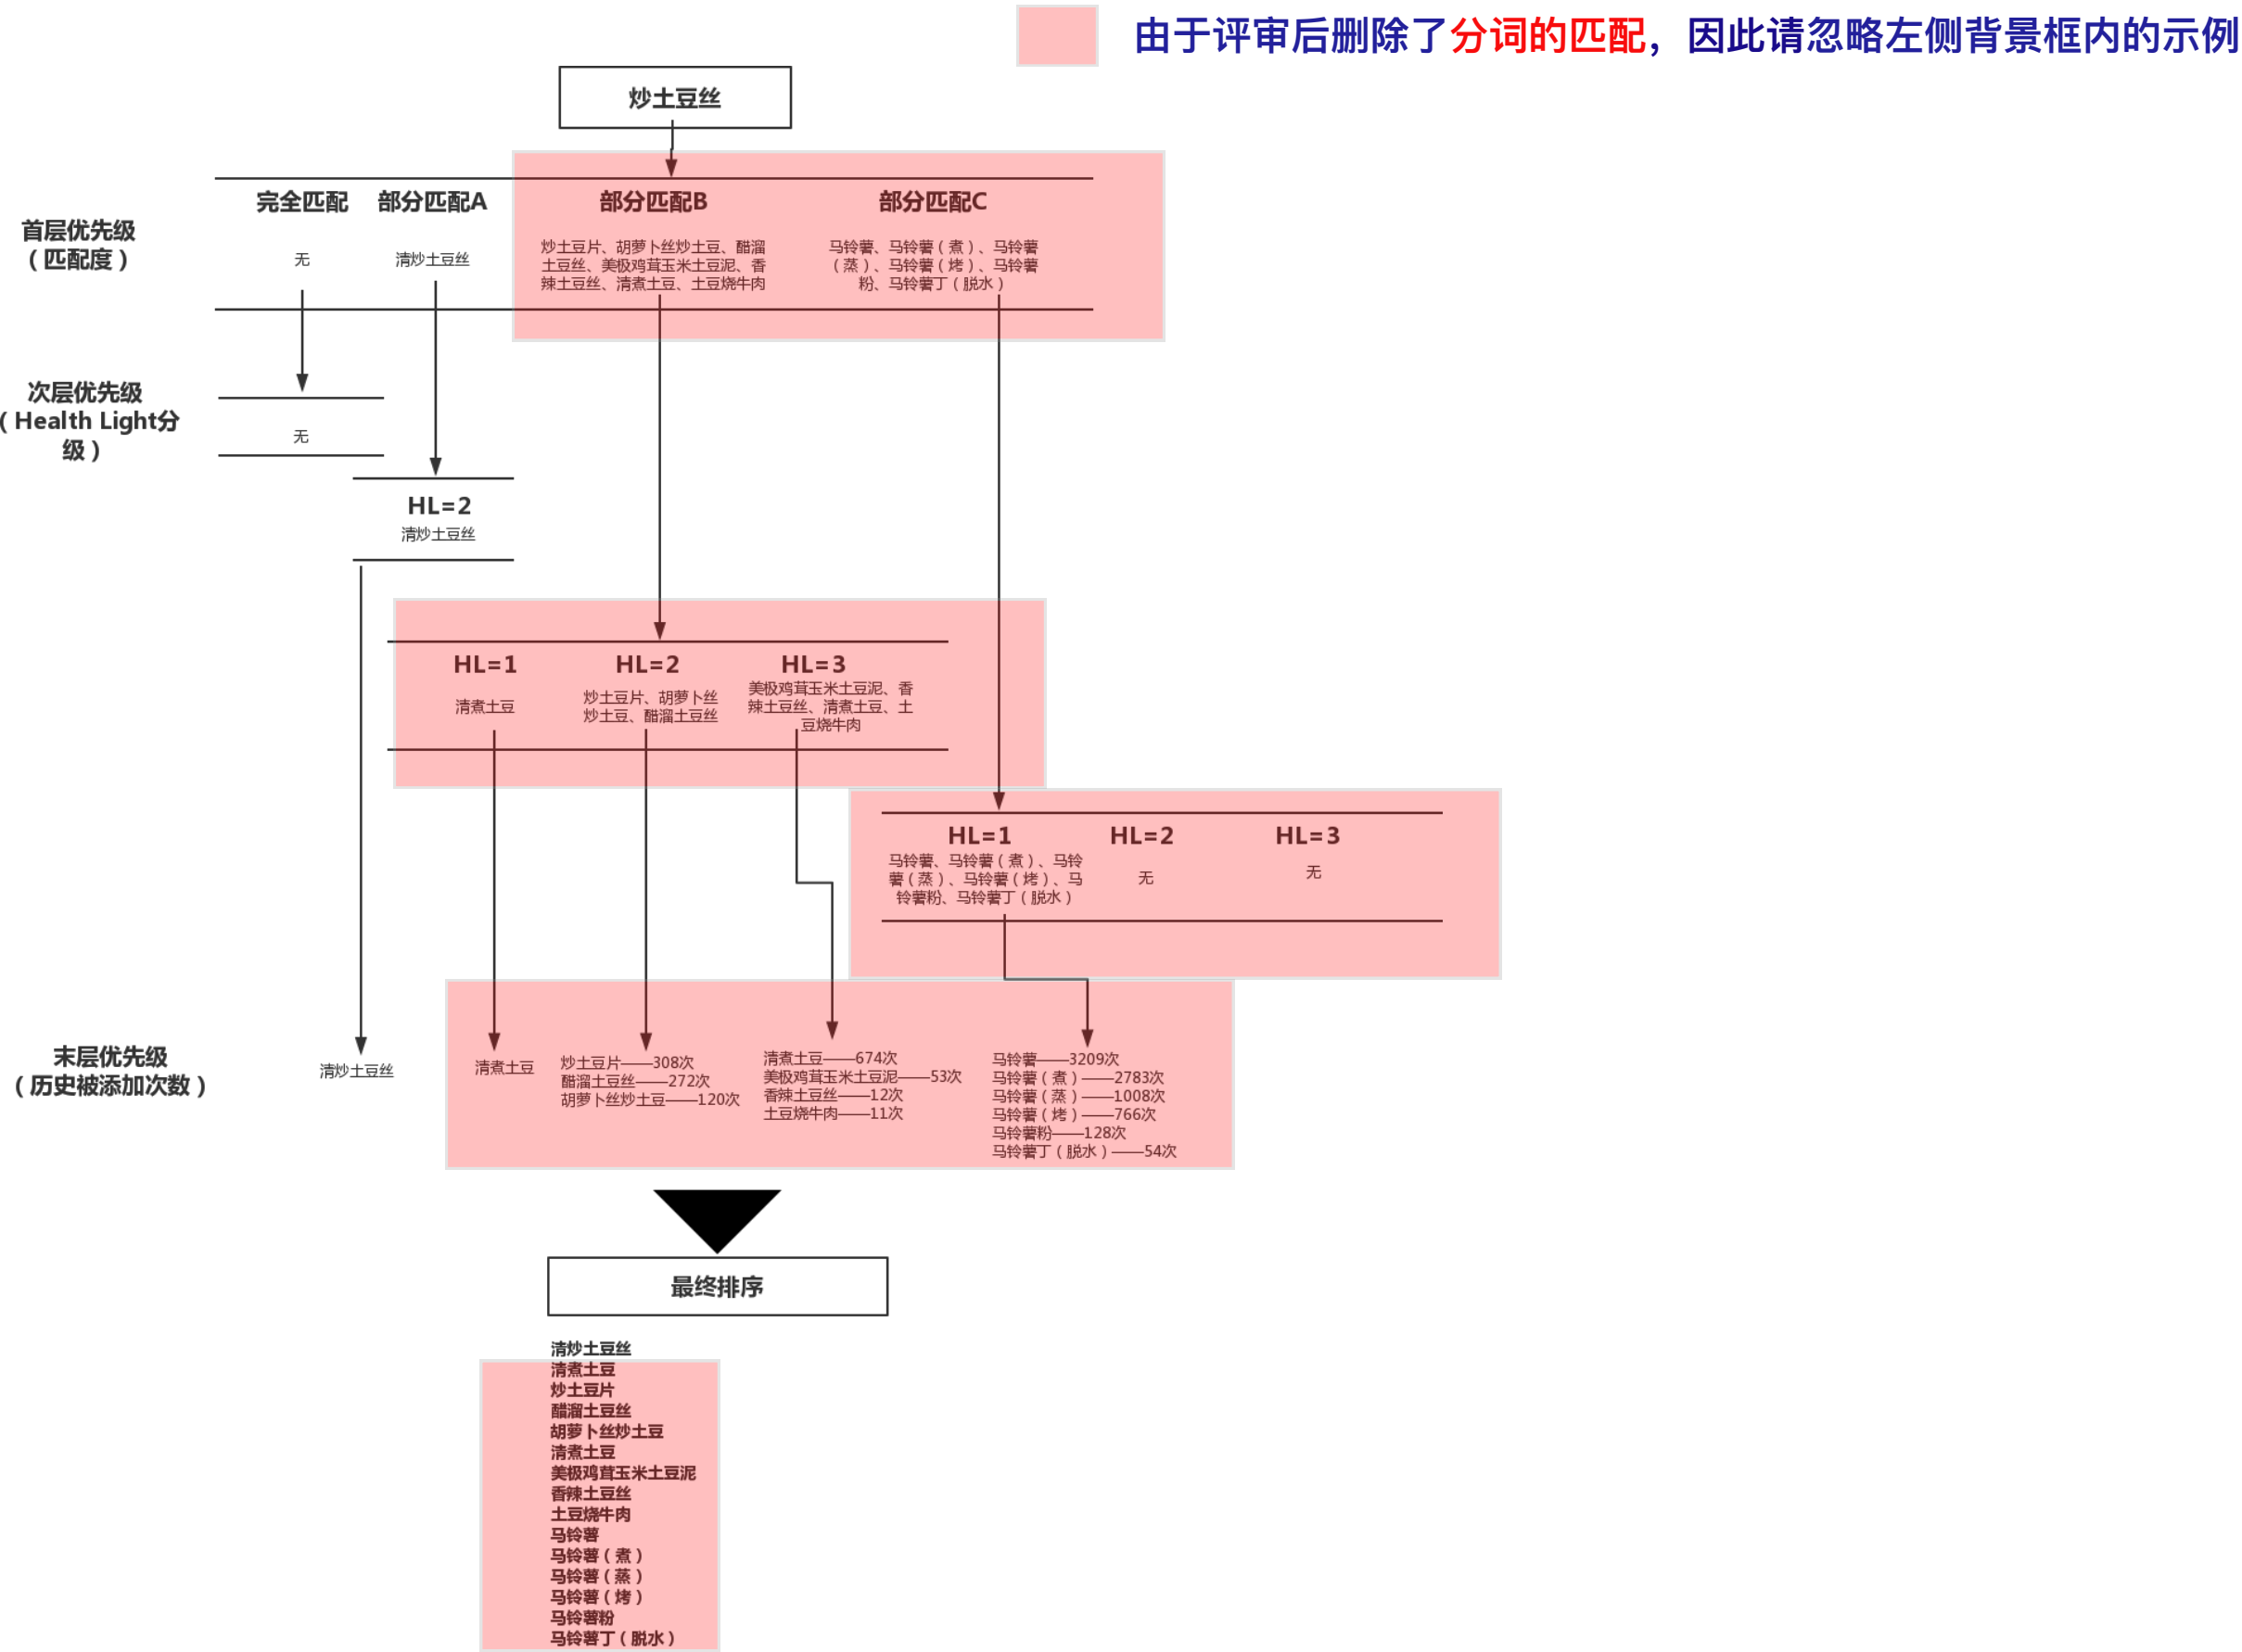 由于评审后删除了分词的匹配，因此请忽略左侧背景框内的示例
炒土豆丝
首层优先级
（匹配度）
完全匹配
无
部分匹配A
清炒土豆丝
部分匹配B
炒土豆片、胡萝卜丝炒土豆、醋溜
土豆丝、美极鸡茸玉米土豆泥、香
辣土豆丝、清煮土豆、土豆烧牛肉
部分匹配C
马铃薯、马铃薯（煮）、马铃薯
（蒸）、马铃薯（烤）、马铃薯
粉、马铃薯丁（脱水）
次层优先级
（Health Light分
级）
无
HL=2
清炒土豆丝
HL=1
清煮土豆
HL=2
炒土豆片、胡萝卜丝
炒土豆、醋溜土豆丝
HL=3
美极鸡茸玉米土豆泥、香
辣土豆丝、清煮土豆、土
豆烧牛肉
HL=1
马铃薯、马铃薯（煮）、马铃
薯（蒸）、马铃薯（烤）、马
铃薯粉、马铃薯丁（脱水）
HL=2
无
HL=3
无
末层优先级
（历史被添加次数）
清炒土豆丝
清煮土豆
炒土豆片——308次
醋溜土豆丝——272次
胡萝卜丝炒土豆——120次
清煮土豆——674次
美极鸡茸玉米土豆泥——53次
香辣土豆丝——12次
土豆烧牛肉——11次
马铃薯——3209次
马铃薯（煮）——2783次
马铃薯（蒸）——1008次
马铃薯（烤）——766次
马铃薯粉——128次
马铃薯丁（脱水）——54次
最终排序
清炒土豆丝
清煮土豆
炒土豆片
醋溜土豆丝
胡萝卜丝炒土豆
清煮土豆
美极鸡茸玉米土豆泥
香辣土豆丝
土豆烧牛肉
马铃薯
马铃薯（煮）
马铃薯（蒸）
马铃薯（烤）
马铃薯粉
马铃薯丁（脱水）